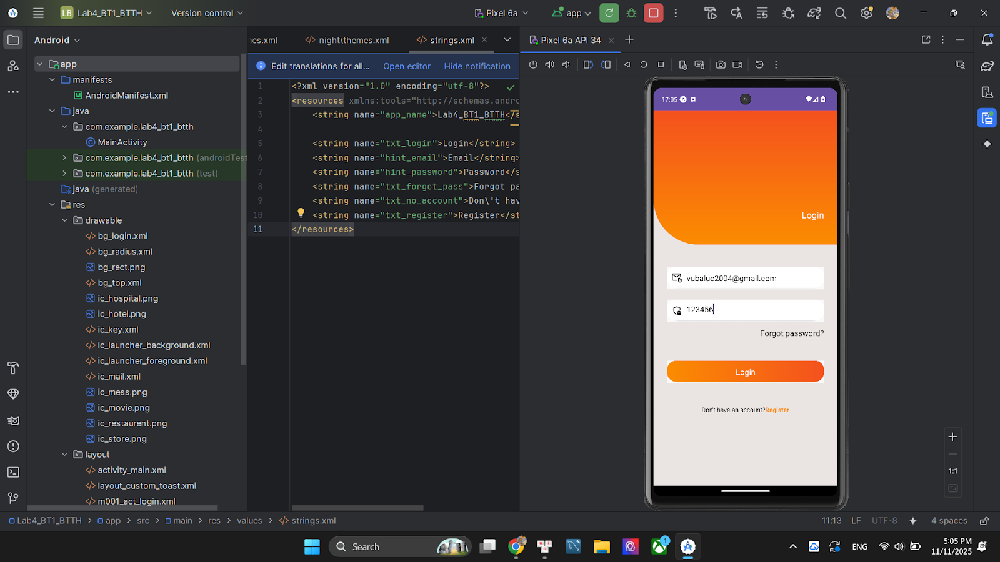 LB Lab4_BT1_BTTH
Version control
Pixel 6a
app
Android
app
manifests
AndroidManifest.xml
java
com.example.lab4_bt1_btth
MainActivity
com.example.lab4_bt1_btth (androidTest
com.example.lab4_bt1_btth (test)
java (generated)
res
drawable
bg_login.xml
bg_radius.xml
bg_rect.png
bg_top.xml
ic_hospital.png
ic_hotel.png
ic_key.xml
ic_launcher_background.xml
ic_launcher_foreground.xml
ic_mail.xml
ic_mess.png
ic_movie.png
ic_restaurent.png
ic_store.png
layout
activity_main.xml
layout_custom_toast.xml
m001_act_login.xml
nes.xml
night\themes.xml
strings.xml
Edit translations for all...
Open editor
Hide notification
1 <?xml version="1.0" encoding="utf-8"?>
2 <resources xmlns:tools="http://schemas.andro
3 <string name="app_name">Lab4_BT1_BTTH</s
4
5 <string name="txt_login">Login</string>
6 <string name="hint_email">Email</string>
7 <string name="hint_password">Password</s
8 <string name="txt_forgot_pass">Forgot pa
9 <string name="txt_no_account">Don\'t hav
10 <string name="txt_register">Register</st
11 </resources>
Pixel 6a API 34
17:05
Login
vubaluc2004@gmail.com
123456
Forgot password?
Login
Don't have an account?Register
1:1
Lab4_BT1_BTTH > app > src > main > res > values > strings.xml
11:13
LF
UTF-8
4 spaces
Search
1
ENG
5:05 PM
11/11/2025